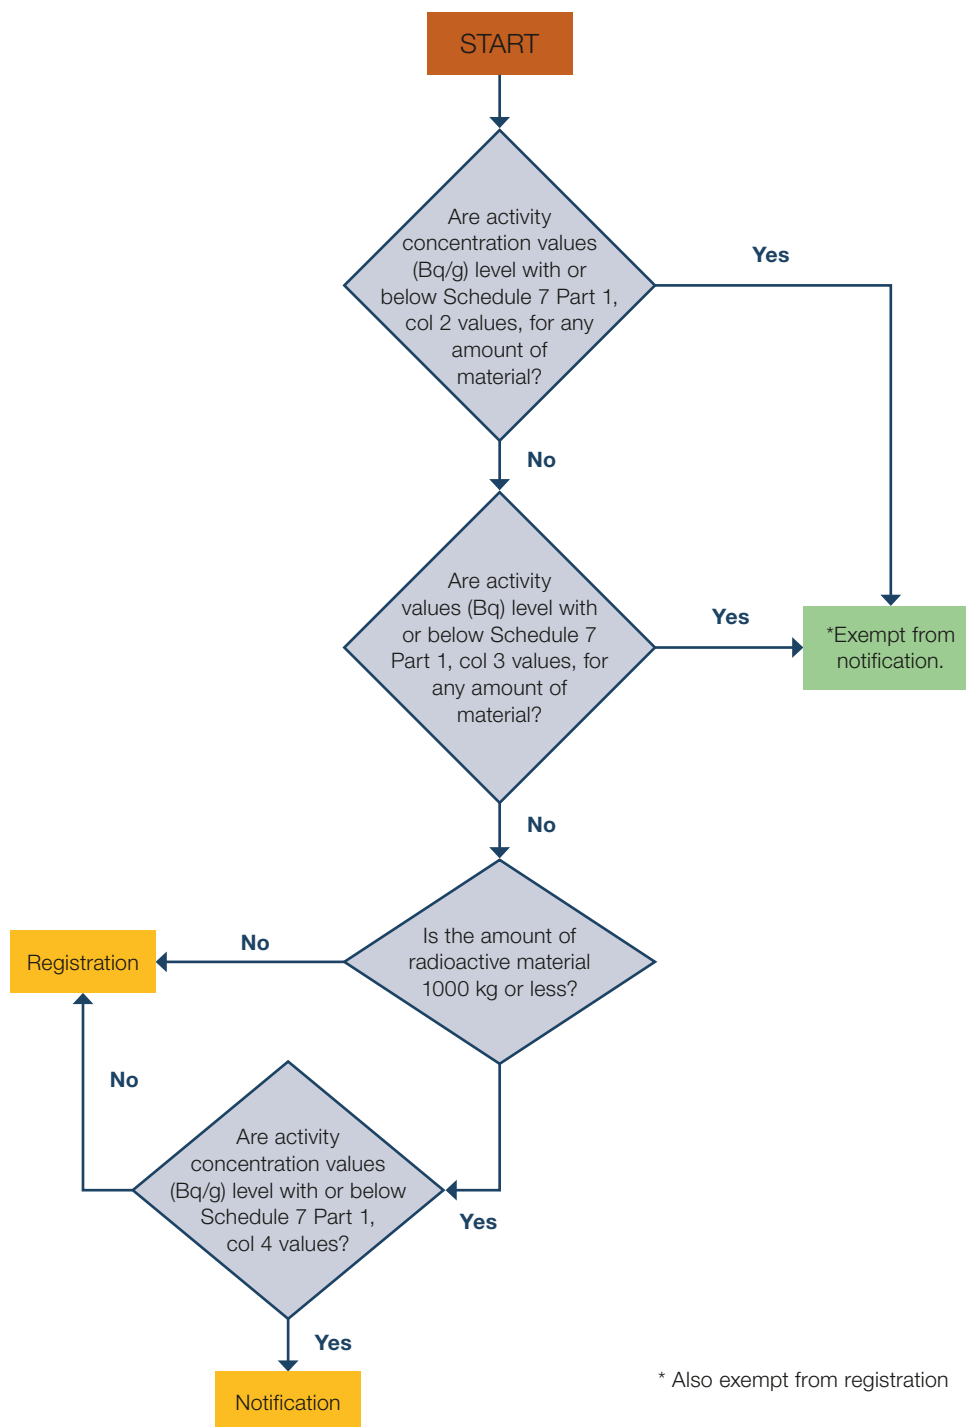 START
Are activity
concentration values
(Bq/g) level with or
below Schedule 7 Part 1,
col 2 values, for any
amount of
material?
Yes
No
Are activity
values (Bq) level with
or below Schedule 7
Part 1, col 3 values, for
any amount of
material?
Yes
*Exempt from
notification.
No
Is the amount of
radioactive material
1000 kg or less?
No
Registration
No
Yes
Are activity
concentration values
(Bq/g) level with or below
Schedule 7 Part 1,
col 4 values?
Yes
Notification
* Also exempt from registration